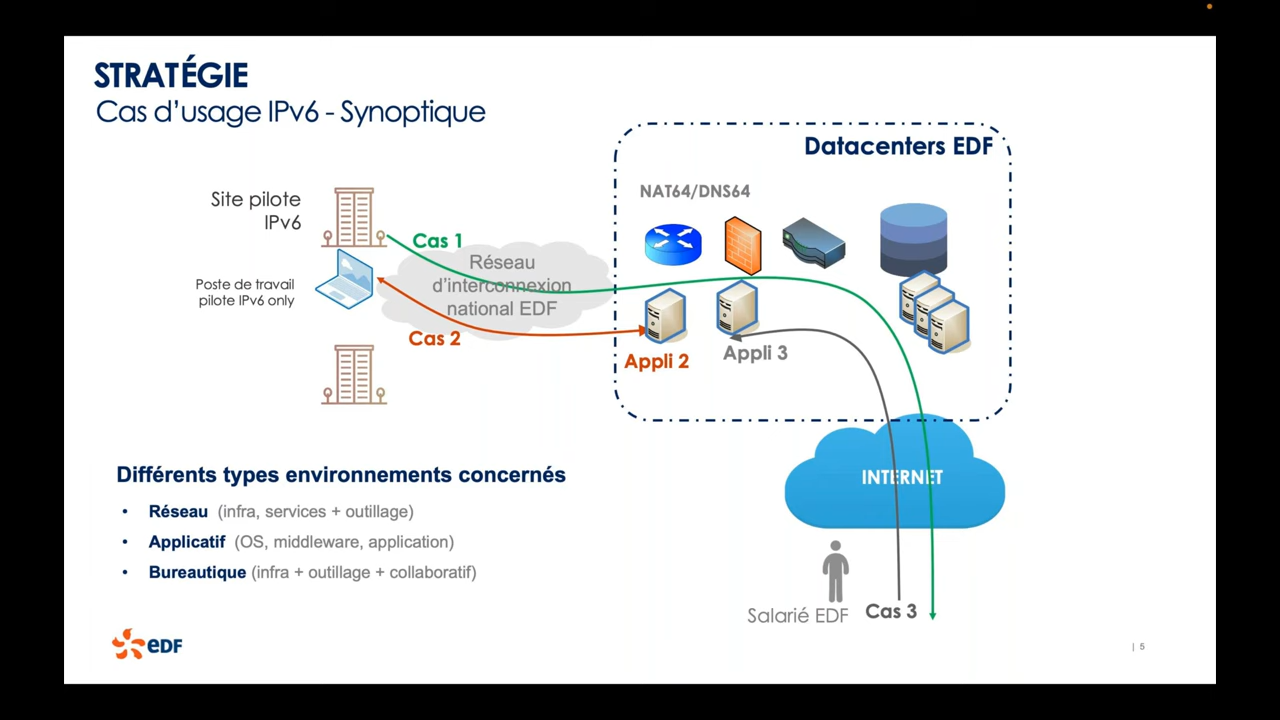 STRATÉGIE
Cas d'usage IPv6 - Synoptique
Datacenters EDF
NAT64/DNS64
Site pilote
IPv6
Cas 1
Réseau
d'interconnexion
national EDF
Poste de travail
pilote IPv6 only
Cas 2
Appli 2
Appli 3
INTERNET
Différents types environnements concernés
• Réseau (infra, services + outillage)
• Applicatif (OS, middleware, application)
• Bureautique (infra + outillage + collaboratif)
Salarié EDF
Cas 3
eDF
| 5